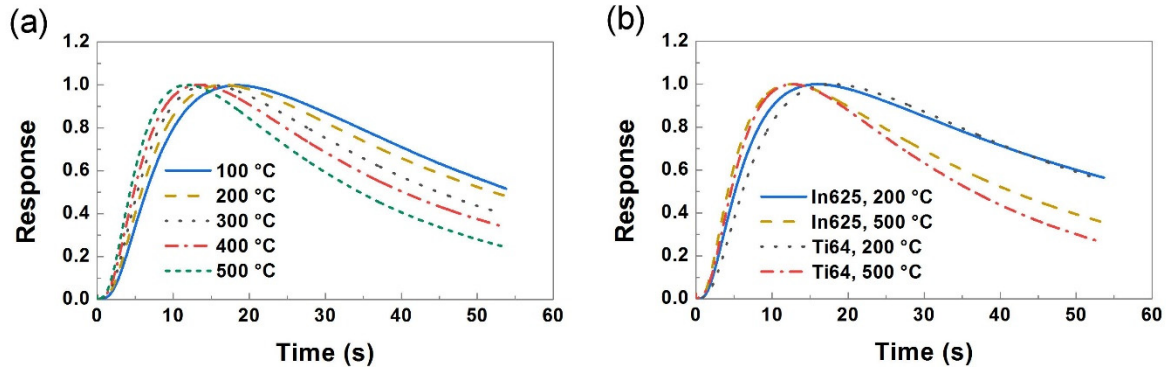 (a)
1.2
1.0
0.8
0.6
0.4
0.2
0.0
Response
100 °C
200 °C
300 °C
400 °C
500 °C
0 10 20 30 40 50 60
Time (s)
(b)
1.2
1.0
0.8
0.6
0.4
0.2
0.0
Response
In625, 200 °C
In625, 500 °C
Ti64, 200 °C
Ti64, 500 °C
0 10 20 30 40 50 60
Time (s)